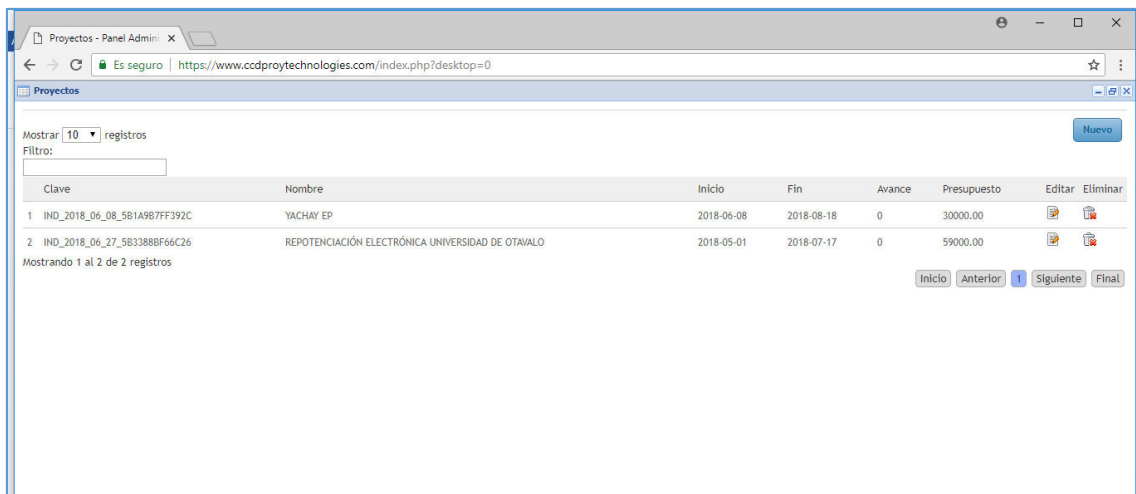 Proyectos - Panel Admini
Es seguro | https://www.ccdproytechnologies.com/index.php?desktop=0
Proyectos
Mostrar 10 registros
Nuevo
Filtro:
Clave Nombre Inicio Fin Avance Presupuesto Editar Eliminar
1 IND_2018_06_08_5B1A9B7FF392C YACHAY EP 2018-06-08 2018-08-18 0 30000.00
2 IND_2018_06_27_5B3388BF66C26 REPOTENCIACIÓN ELECTRÓNICA UNIVERSIDAD DE OTAVALO 2018-05-01 2018-07-17 0 59000.00
Mostrando 1 al 2 de 2 registros
Inicio Anterior 1 Siguiente Final